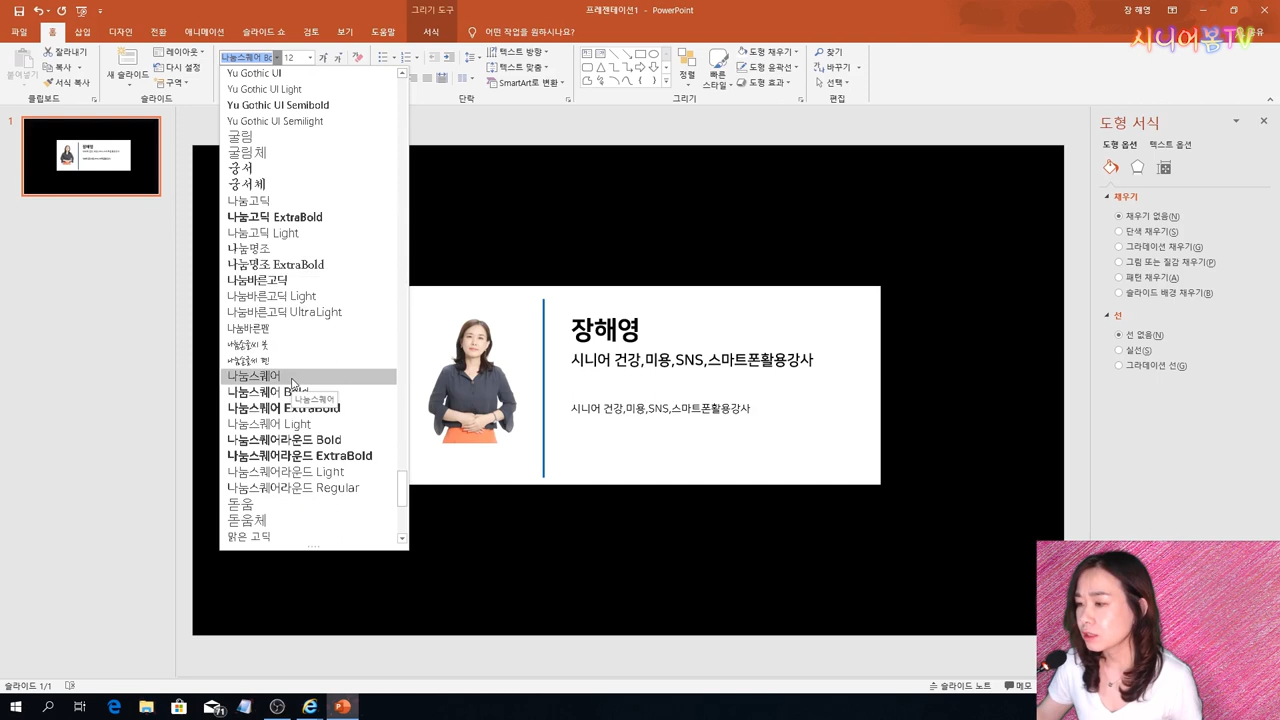 프레젠테이션1 - PowerPoint
그리기 도구
장 해영
파일
홈
삽입
디자인
전환
애니메이션
슬라이드 쇼
검토
보기
도움말
서식
어떤 작업을 원하시나요?
공유
시니어봄TV
붙여넣기
잘라내기
복사
서식 복사
클립보드
새 슬라이드
레이아웃
다시 설정
구역
슬라이드
나눔스퀘어 Bc
12
텍스트 방향
텍스트 맞춤
SmartArt로 변환
단락
정렬
빠른
스타일
도형 채우기
도형 윤곽선
도형 효과
그리기
찾기
바꾸기
선택
편집
Yu Gothic UI
Yu Gothic UI Light
Yu Gothic UI Semibold
Yu Gothic UI Semilight
굴림
굴림체
궁서
궁서체
나눔고딕
나눔고딕 ExtraBold
나눔고딕 Light
나눔명조
나눔명조 ExtraBold
나눔바른고딕
나눔바른고딕 Light
나눔바른고딕 UltraLight
나눔바른펜
나눔손글씨 붓
나눔손글씨 펜
나눔스퀘어
나눔스퀘어 Bold
나눔스퀘어
나눔스퀘어 ExtraBold
나눔스퀘어 Light
나눔스퀘어라운드 Bold
나눔스퀘어라운드 ExtraBold
나눔스퀘어라운드 Light
나눔스퀘어라운드 Regular
돋움
돋움체
맑은 고딕
1
장해영
시니어 건강,미용,SNS,스마트폰활용강사
시니어 건강,미용,SNS,스마트폰활용강사
도형 서식
도형 옵션
텍스트 옵션
채우기
채우기 없음(N)
단색 채우기(S)
그라데이션 채우기(G)
그림 또는 질감 채우기(P)
패턴 채우기(A)
슬라이드 배경 채우기(B)
선
선 없음(N)
실선(S)
그라데이션 선(G)
슬라이드 1/1
슬라이드 노트
메모
71